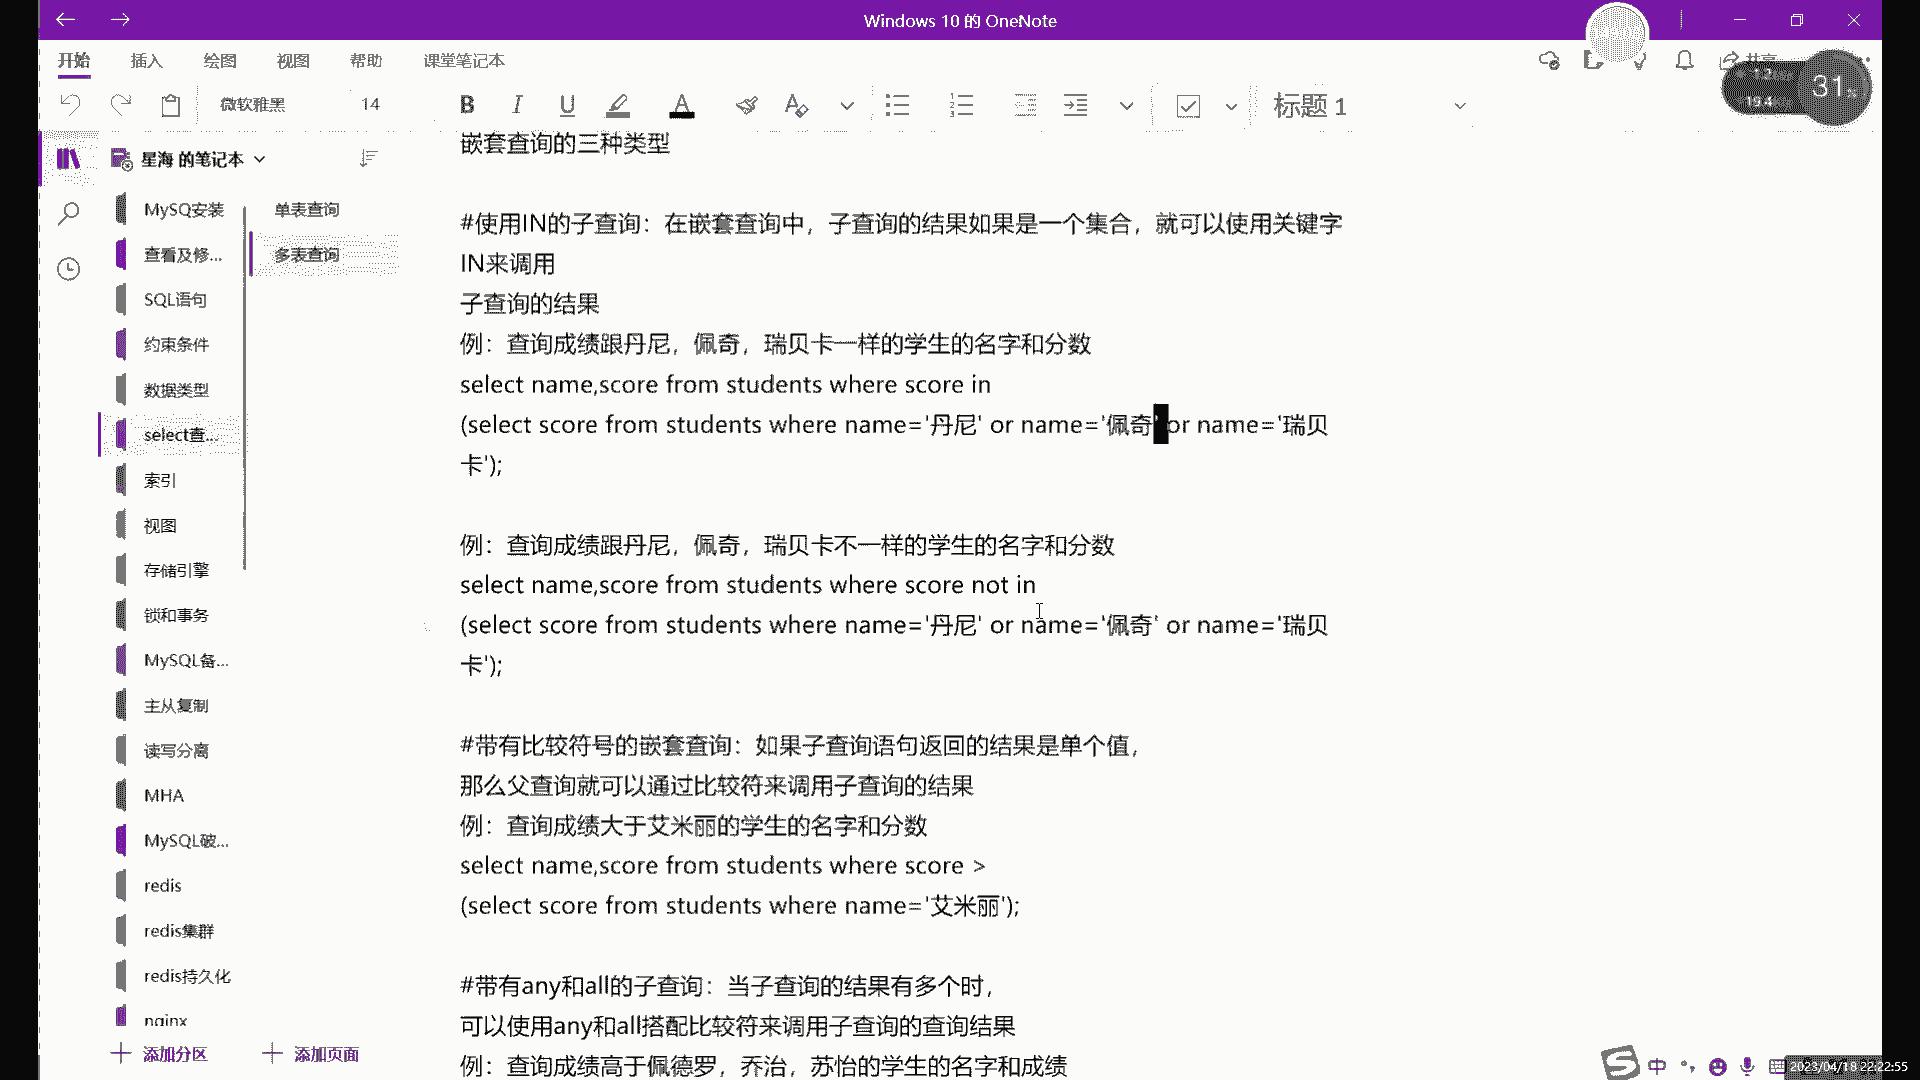 Windows 10 的 OneNote
开始 插入 绘图 视图 帮助 课堂笔记本
共享
微软雅黑 14 B I U A 标题 1
31%
19.4
星海 的笔记本
MySQ安装
查看及修...
SQL语句
约束条件
数据类型
select查...
索引
视图
存储引擎
锁和事务
MySQL备...
主从复制
读写分离
MHA
MySQL破...
redis
redis集群
redis持久化
nginx
添加分区
单表查询
多表查询
添加页面
嵌套查询的三种类型
#使用IN的子查询：在嵌套查询中，子查询的结果如果是一个集合，就可以使用关键字
IN来调用
子查询的结果
例：查询成绩跟丹尼，佩奇，瑞贝卡一样的学生的名字和分数
select name,score from students where score in
(select score from students where name='丹尼' or name='佩奇' or name='瑞贝
卡');
例：查询成绩跟丹尼，佩奇，瑞贝卡不一样的学生的名字和分数
select name,score from students where score not in
(select score from students where name='丹尼' or name='佩奇' or name='瑞贝
卡');
#带有比较符号的嵌套查询：如果子查询语句返回的结果是单个值，
那么父查询就可以通过比较符来调用子查询的结果
例：查询成绩大于艾米丽的学生的名字和分数
select name,score from students where score >
(select score from students where name='艾米丽');
#带有any和all的子查询：当子查询的结果有多个时，
可以使用any和all搭配比较符来调用子查询的查询结果
例：查询成绩高于佩德罗，乔治，苏怡的学生的名字和成绩
中
2023/04/18 22:22:55